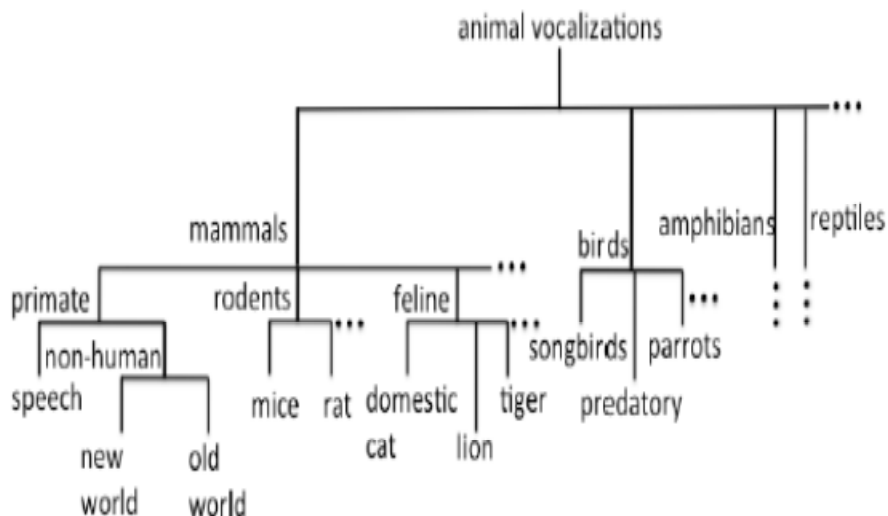 animal vocalizations
mammals
birds
amphibians
reptiles
primate
rodents
feline
non-human
songbirds
parrots
speech
mice
rat
domestic
cat
tiger
predatory
lion
new
world
old
world